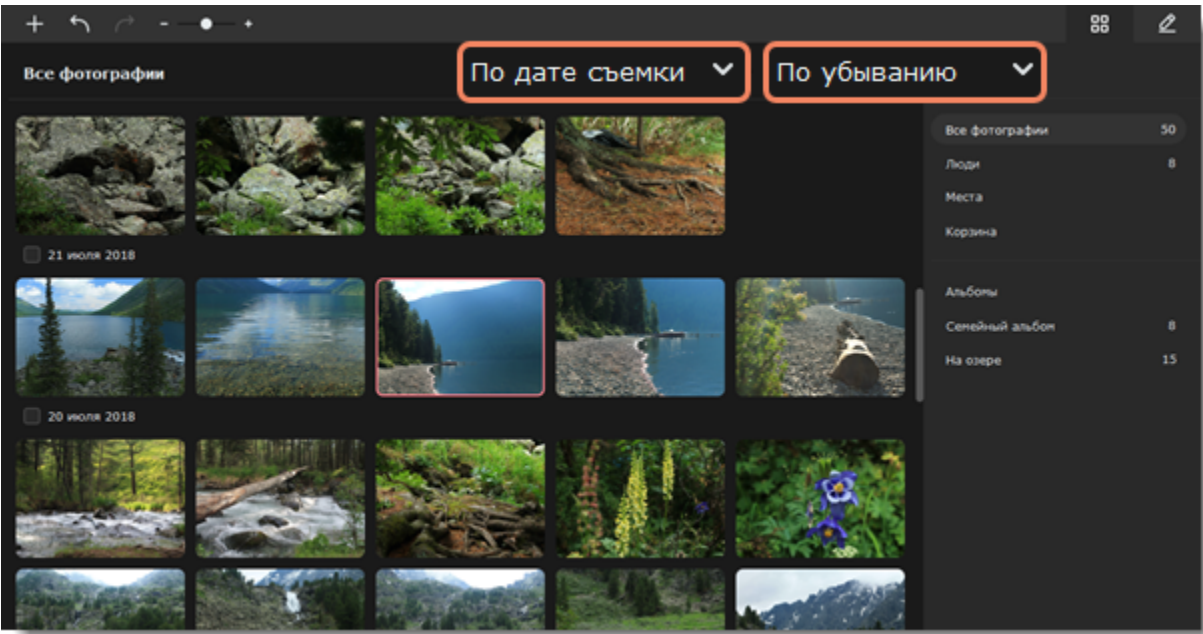 Все фотографии
По дате съемки
По убыванию
Все фотографии 50
Люди 8
Места
Корзина
21 июля 2018
Альбомы
Семейный альбом 8
На озере 15
20 июля 2018